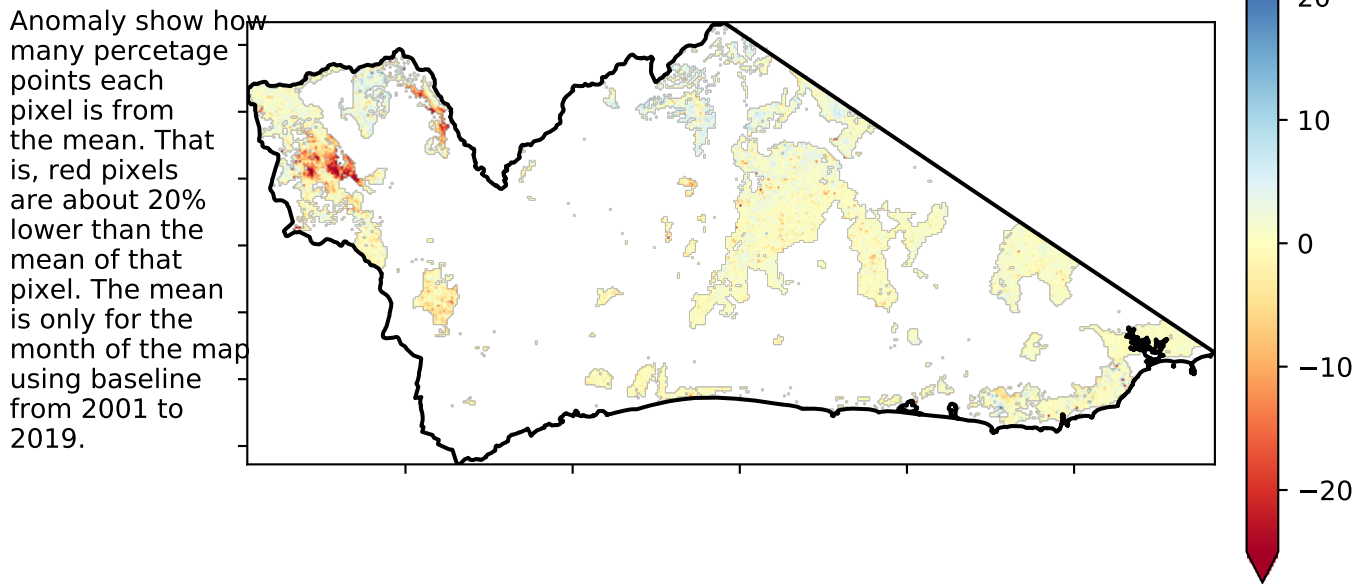 Anomaly show how
many percetage
points each
pixel is from
the mean. That
is, red pixels
are about 20%
lower than the
mean of that
pixel. The mean
is only for the
month of the map
using baseline
from 2001 to
2019.
20
10
0
−10
−20